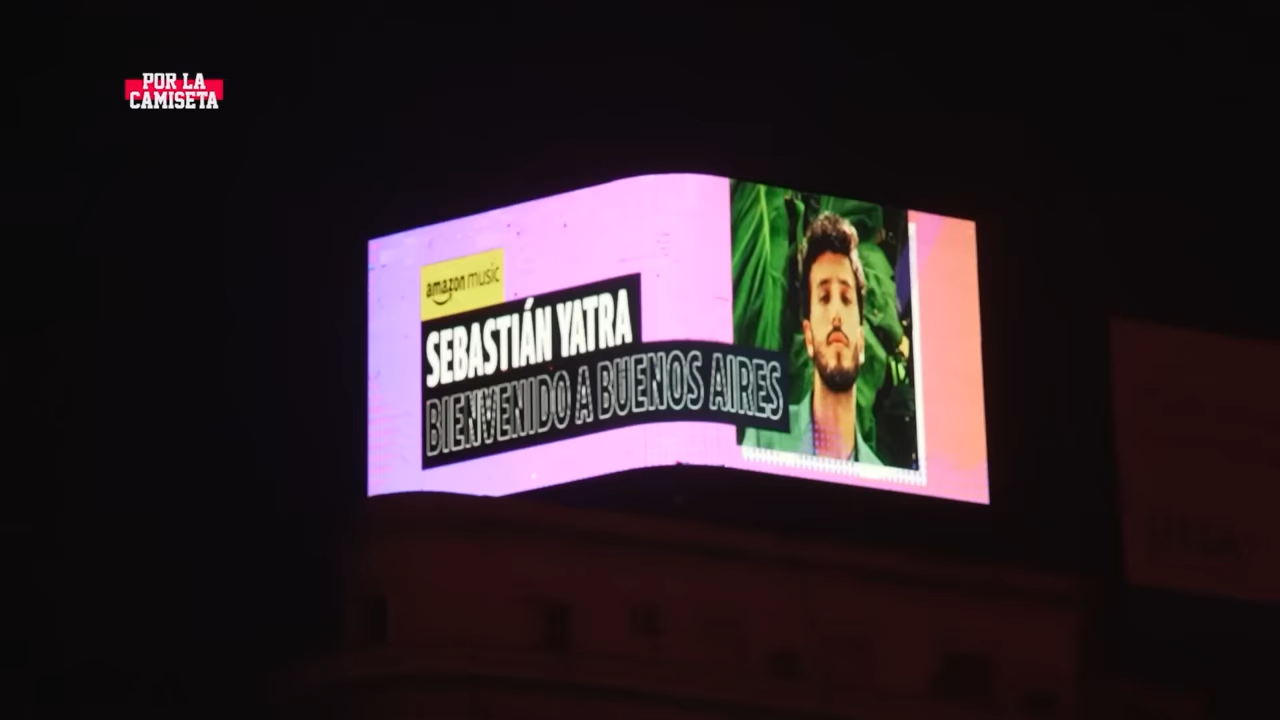 POR LA
CAMISETA
amazon music
SEBASTIÁN YATRA
BIENVENIDO A BUENOS AIRES